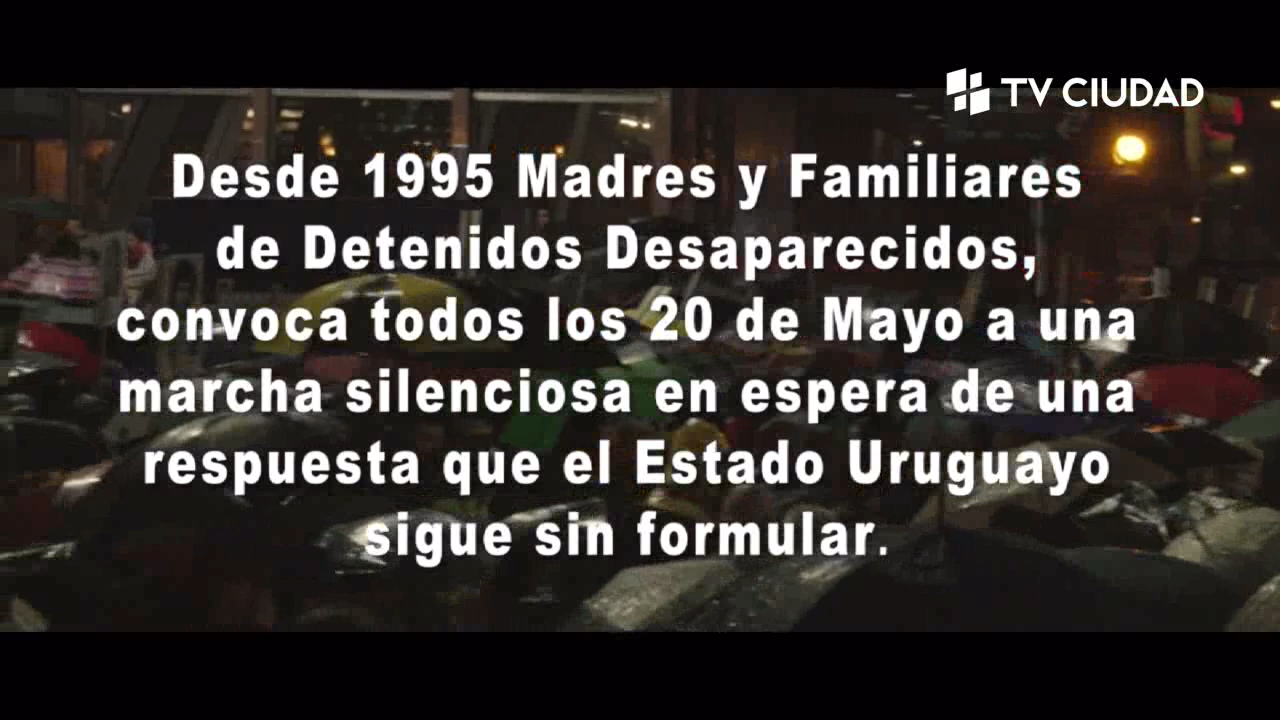 TV CIUDAD
Desde 1995 Madres y Familiares
de Detenidos Desaparecidos,
convoca todos los 20 de Mayo a una
marcha silenciosa en espera de una
respuesta que el Estado Uruguayo
sigue sin formular.